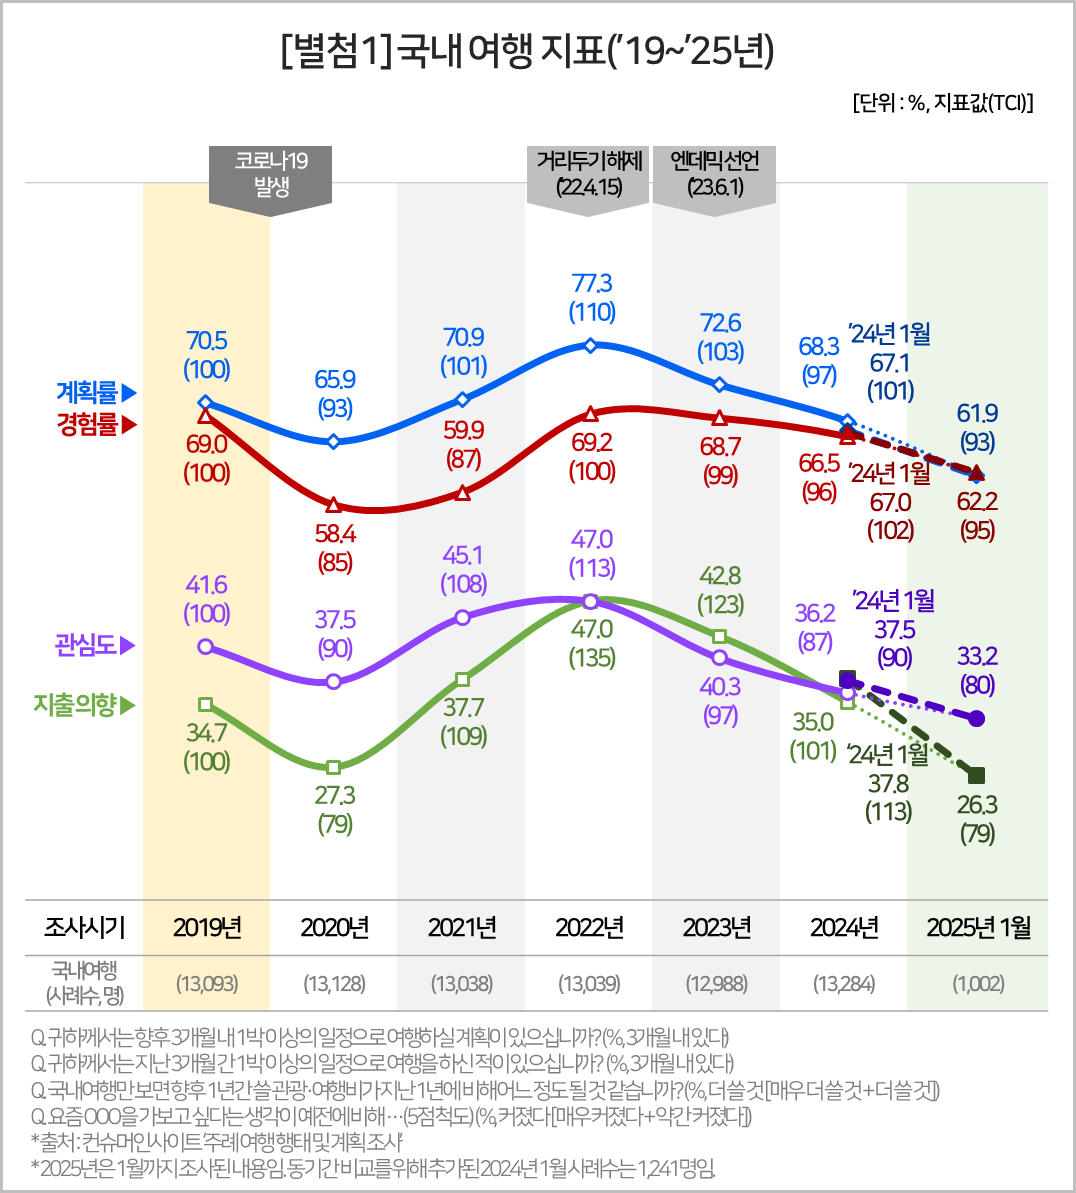 [별첨1] 국내 여행 지표('19~'25년)
[단위 : %, 지표값(TCI)]
코로나19
발생
거리두기 해제
('22.4.15)
엔데믹 선언
('23.6.1)
계획률▶
70.5
(100)
65.9
(93)
70.9
(101)
77.3
(110)
72.6
(103)
68.3
(97)
'24년 1월
67.1
(101)
61.9
(93)
경험률▶
69.0
(100)
58.4
(85)
59.9
(87)
69.2
(100)
68.7
(99)
66.5
(96)
'24년 1월
67.0
(102)
62.2
(95)
관심도▶
41.6
(100)
37.5
(90)
45.1
(108)
47.0
(113)
40.3
(97)
36.2
(87)
'24년 1월
37.5
(90)
33.2
(80)
지출의향▶
34.7
(100)
27.3
(79)
37.7
(109)
47.0
(135)
42.8
(123)
35.0
(101)
'24년 1월
37.8
(113)
26.3
(79)
조사시기 2019년 2020년 2021년 2022년 2023년 2024년 2025년 1월
국내여행
(사례수, 명) (13,093) (13,128) (13,038) (13,039) (12,988) (13,284) (1,002)
Q. 귀하께서는 향후 3개월 내 1박 이상의 일정으로 여행하실 계획이 있으십니까? (%, 3개월 내 있다)
Q. 귀하께서는 지난 3개월 간 1박 이상의 일정으로 여행을 하신 적이 있으십니까? (%, 3개월 내 있다)
Q. 국내여행만 보면 향후 1년간 쓸 관광·여행비가 지난 1년에 비해 어느 정도 될 것 같습니까? (%, 더 쓸 것 [매우 더 쓸 것 + 더 쓸 것])
Q. 요즘 OOO을 가보고 싶다는 생각이 예전에 비해 …(5점 척도) (%, 커졌다 [매우 커졌다 + 약간 커졌다])
* 출처 : 컨슈머인사이트 '주례 여행 행태 및 계획 조사'
* 2025년은 1월까지 조사된 내용임. 동기간 비교를 위해 추가된 2024년 1월 사례수는 1,241명임.